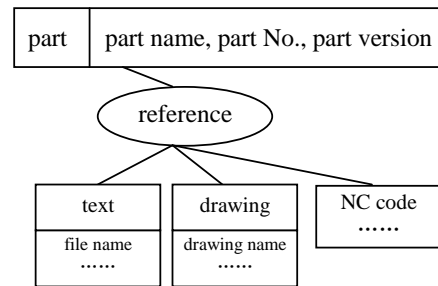 part part name, part No., part version
reference
text drawing NC code
......
file name drawing name
...... ......